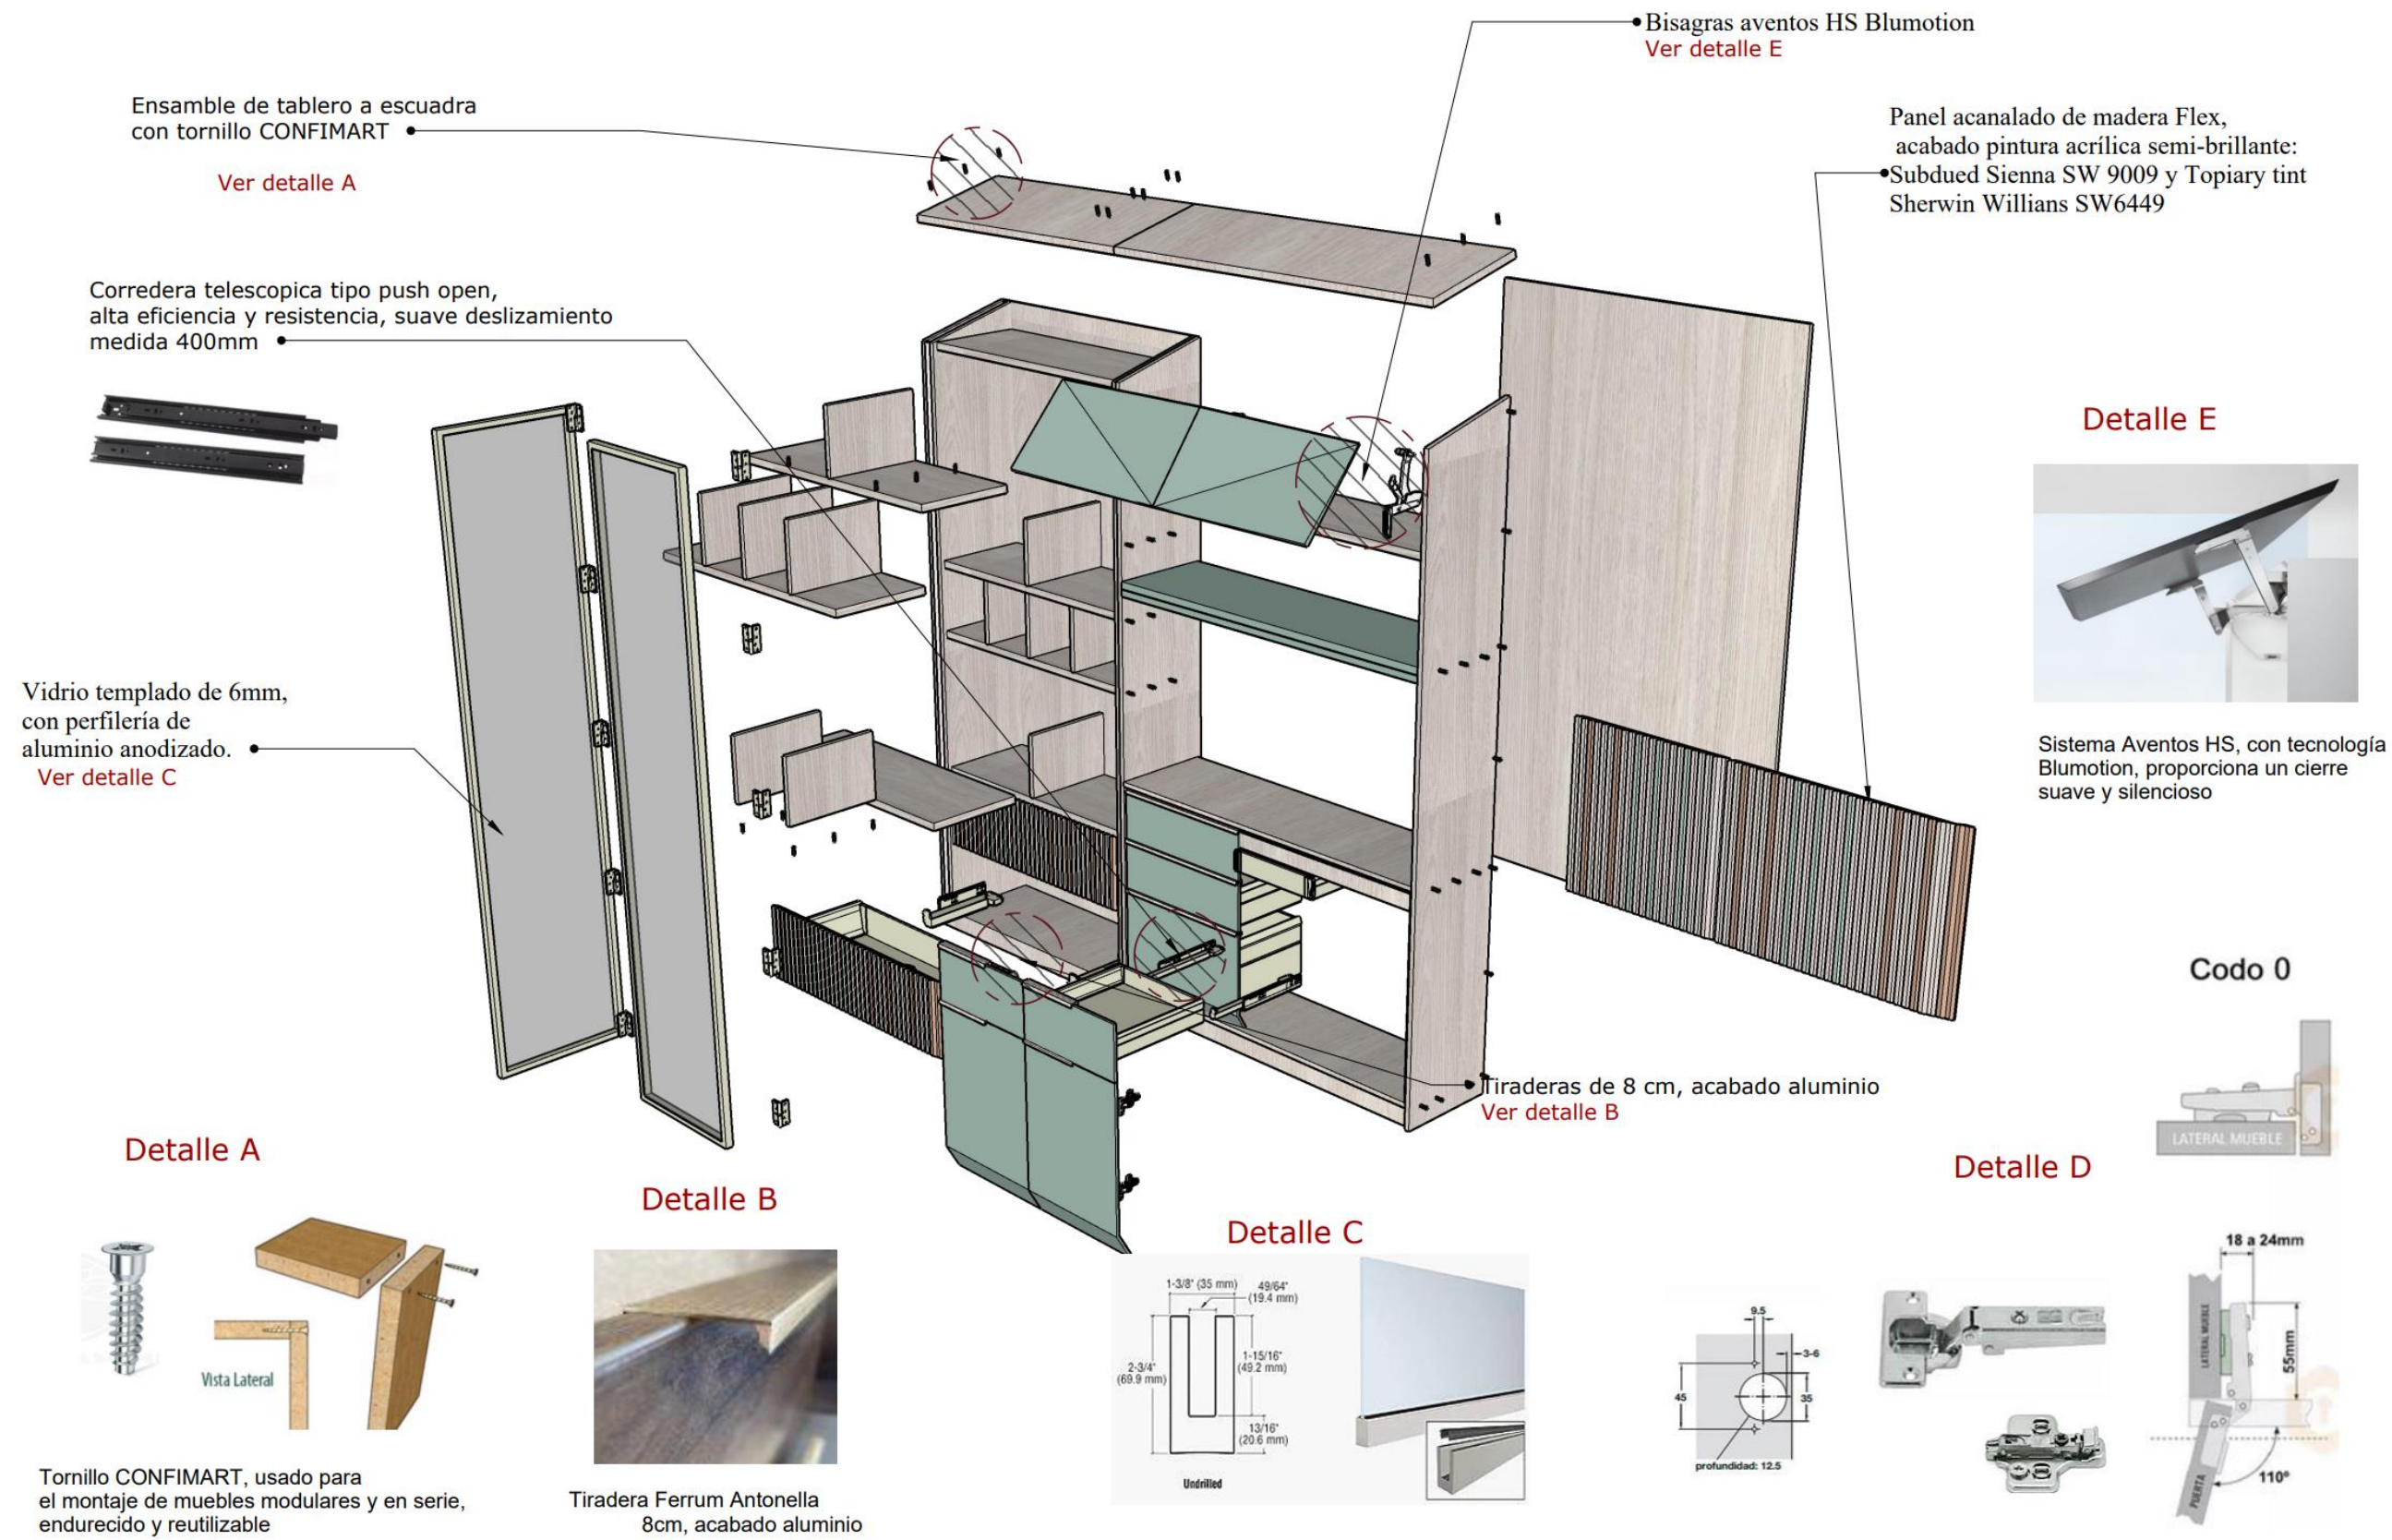 Bisagras aventos HS Blumotion
Ver detalle E
Ensamble de tablero a escuadra
con tornillo CONFIMART
Ver detalle A
Panel acanalado de madera Flex,
acabado pintura acrílica semi-brillante:
Subdued Sienna SW 9009 y Topiary tint
Sherwin Willians SW6449
Corredera telescopica tipo push open,
alta eficiencia y resistencia, suave deslizamiento
medida 400mm
Detalle E
Vidrio templado de 6mm,
con perfilería de
aluminio anodizado.
Ver detalle C
Sistema Aventos HS, con tecnología
Blumotion, proporciona un cierre
suave y silencioso
Codo 0
LATERAL MUEBLE
Tiraderas de 8 cm, acabado aluminio
Ver detalle B
Detalle A
Vista Lateral
Tornillo CONFIMART, usado para
el montaje de muebles modulares y en serie,
endurecido y reutilizable
Detalle B
Tiradera Ferrum Antonella
8cm, acabado aluminio
Detalle C
1-3/8" (35 mm)
49/64"
(19.4 mm)
2-3/4"
(69.9 mm)
1-15/16"
(49.2 mm)
13/16"
(20.6 mm)
Undrilled
Detalle D
9.5
3-6
45
35
profundidad: 12.5
18 a 24mm
LATERAL MUEBLE
55mm
110º
PUERTA